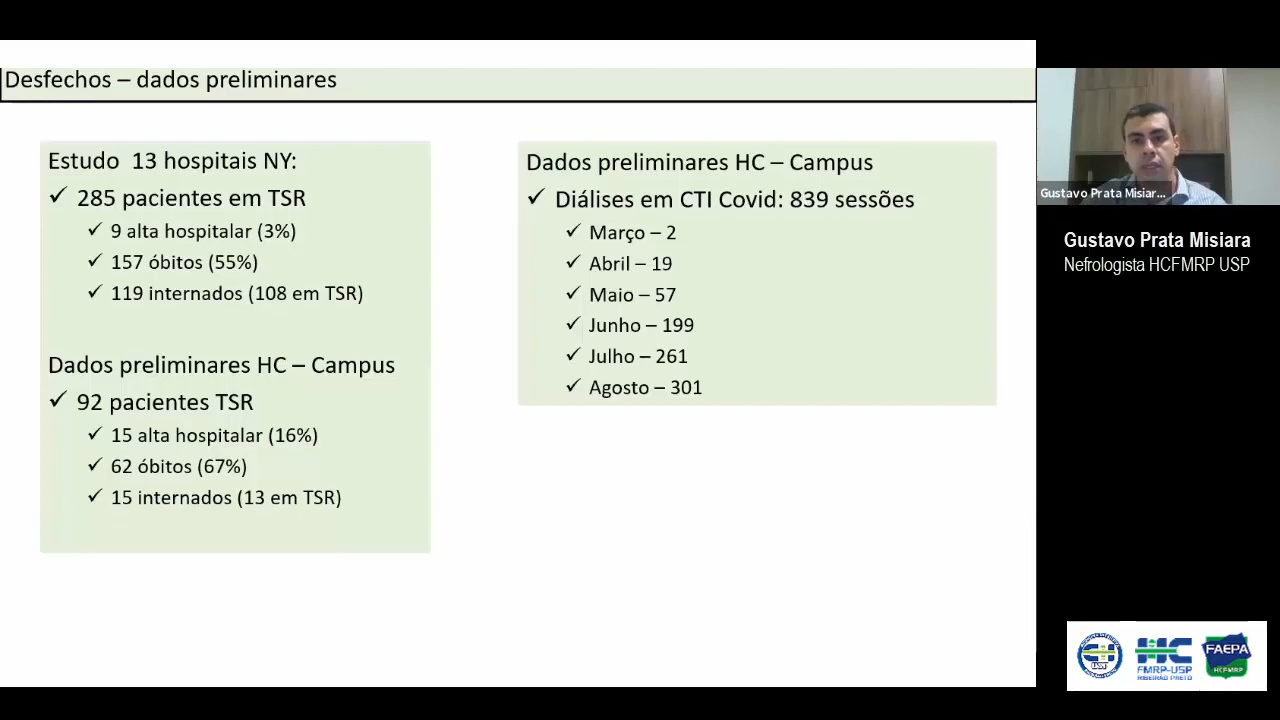 Desfechos – dados preliminares
Estudo 13 hospitais NY:
✓ 285 pacientes em TSR
✓ 9 alta hospitalar (3%)
✓ 157 óbitos (55%)
✓ 119 internados (108 em TSR)
Dados preliminares HC – Campus
✓ 92 pacientes TSR
✓ 15 alta hospitalar (16%)
✓ 62 óbitos (67%)
✓ 15 internados (13 em TSR)
Dados preliminares HC – Campus
✓ Diálises em CTI Covid: 839 sessões
✓ Março – 2
✓ Abril – 19
✓ Maio – 57
✓ Junho – 199
✓ Julho – 261
✓ Agosto – 301
Gustavo Prata Misiar...
Gustavo Prata Misiara
Nefrologista HCFMRP USP
HC
FMRP-USP
RIBEIRÃO PRETO
FAEPA
HCFMRP